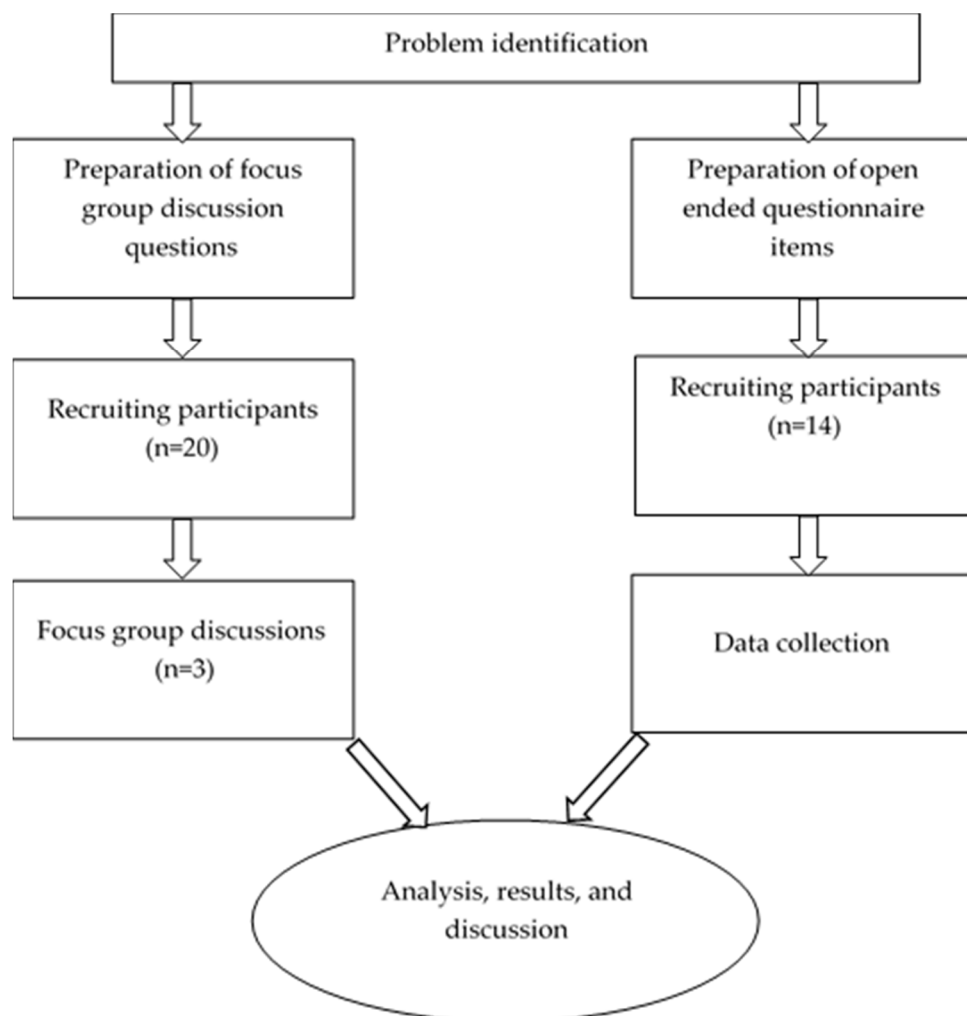 Problem identification
Preparation of focus
group discussion
questions
Preparation of open
ended questionnaire
items
Recruiting participants
(n=20)
Recruiting participants
(n=14)
Focus group discussions
(n=3)
Data collection
Analysis, results, and
discussion